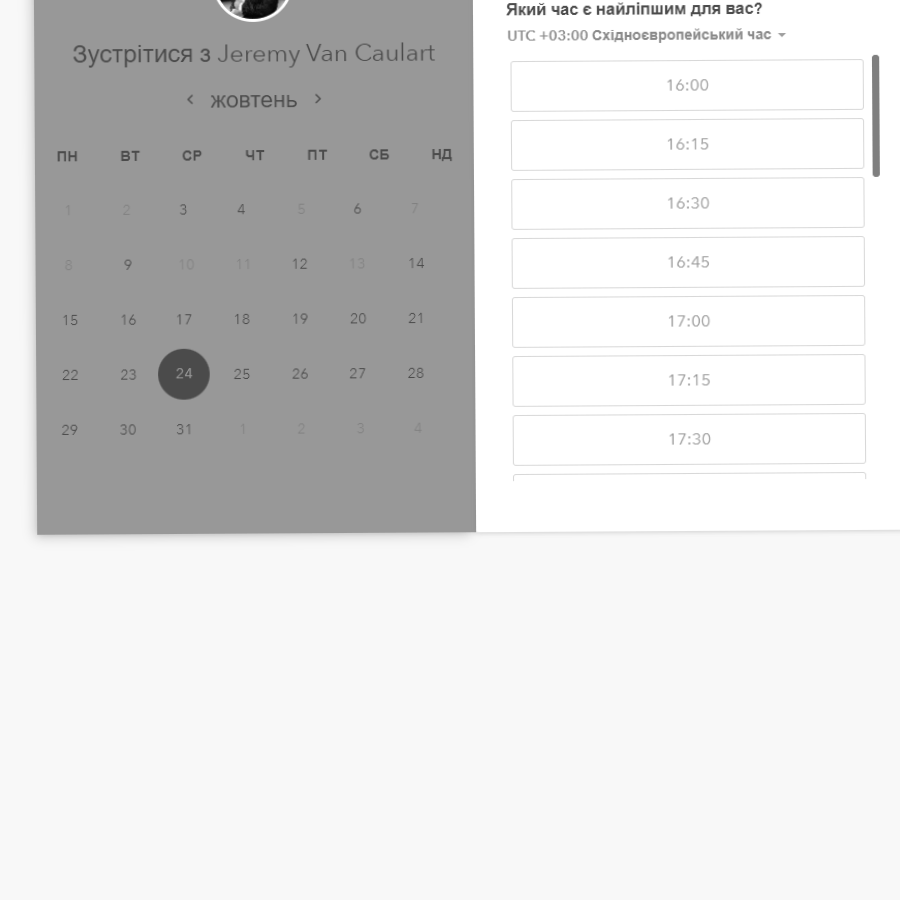 Зустрітися з Jeremy Van Caulart
жовтень
ПН ВТ СР ЧТ ПТ СБ НД
1 2 3 4 5 6 7
8 9 10 11 12 13 14
15 16 17 18 19 20 21
22 23 24 25 26 27 28
29 30 31 1 2 3 4
Який час є найліпшим для вас?
UTC +03:00 Східноєвропейський час
16:00
16:15
16:30
16:45
17:00
17:15
17:30